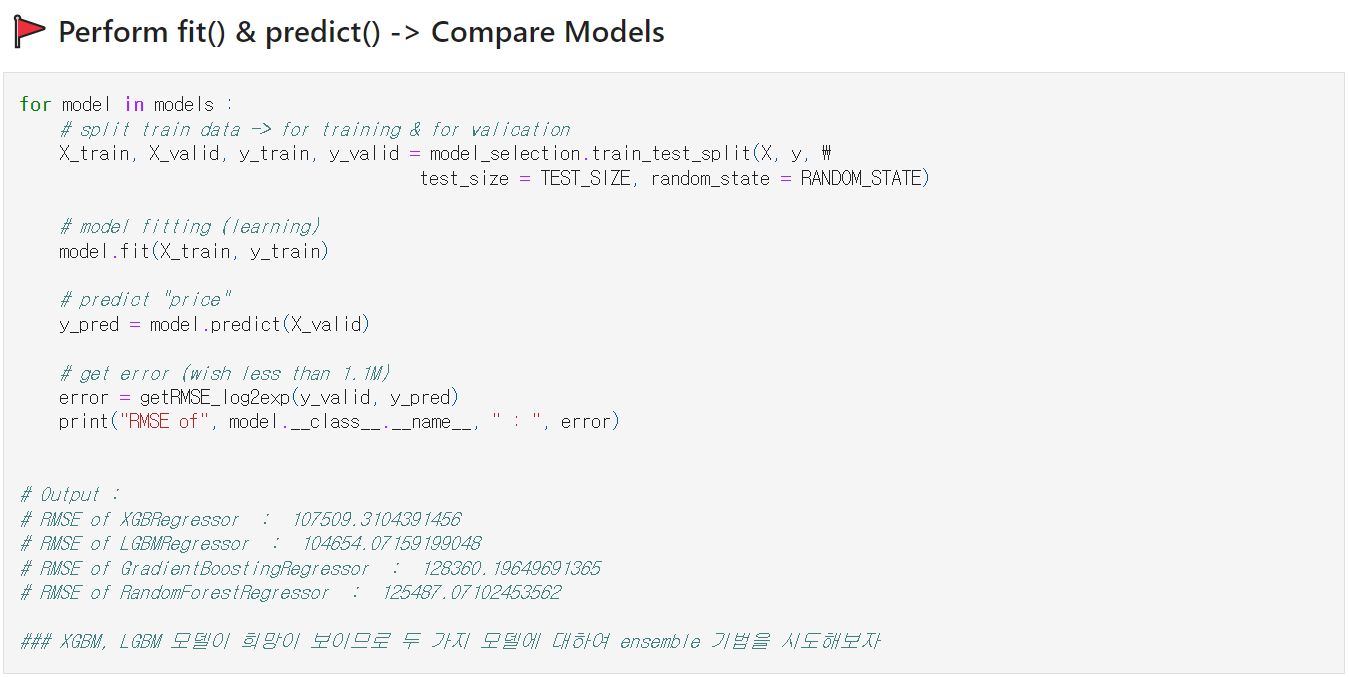 Perform fit() & predict() -> Compare Models
for model in models :
# split train data -> for training & for valication
X_train, X_valid, y_train, y_valid = model_selection.train_test_split(X, y, ₩
test_size = TEST_SIZE, random_state = RANDOM_STATE)
# model fitting (learning)
model.fit(X_train, y_train)
# predict "price"
y_pred = model.predict(X_valid)
# get error (wish less than 1.1M)
error = getRMSE_log2exp(y_valid, y_pred)
print("RMSE of", model.__class__.__name__, " : ", error)
# Output :
# RMSE of XGBRegressor  :  107509.3104391456
# RMSE of LGBMRegressor  :  104654.07159199048
# RMSE of GradientBoostingRegressor  :  128360.19649691365
# RMSE of RandomForestRegressor  :  125487.07102453562
### XGBM, LGBM 모델이 희망이 보이므로 두 가지 모델에 대하여 ensemble 기법을 시도해보자